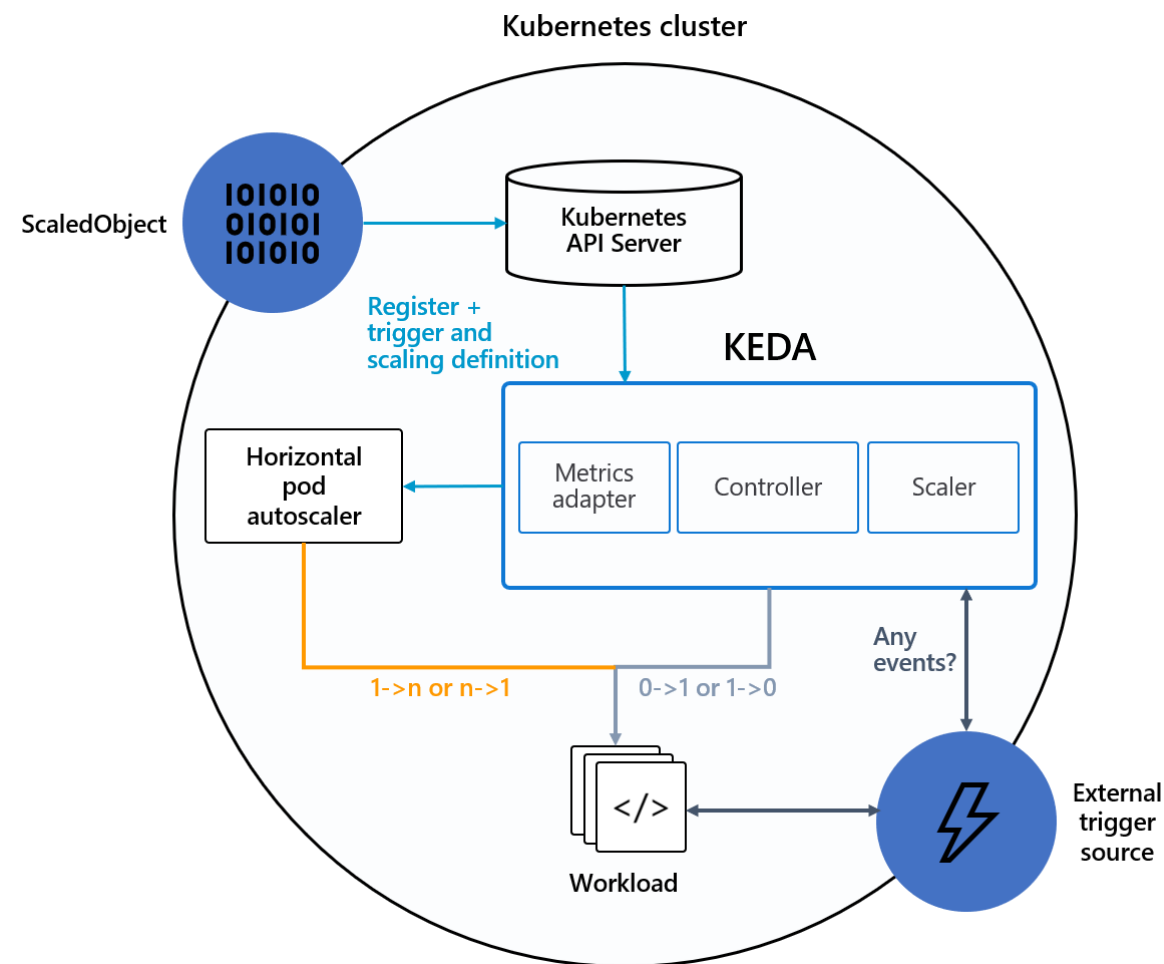 Kubernetes cluster
ScaledObject
101010
010101
101010
Kubernetes
API Server
Register +
trigger and
scaling definition
KEDA
Horizontal
pod
autoscaler
Metrics
adapter
Controller
Scaler
Any
events?
1->n or n->1
0->1 or 1->0
</>
Workload
External
trigger
source